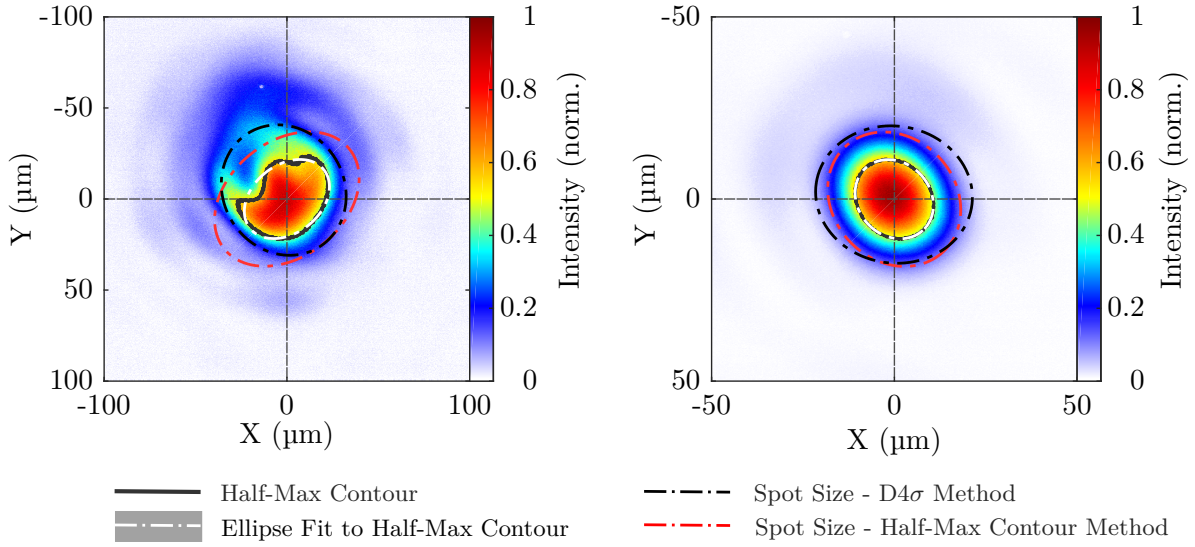 -100
-50
0
50
100
Y (µm)
-100
0
100
X (µm)
1
0.8
0.6
0.4
0.2
0
Intensity (norm.)
-50
0
50
Y (µm)
-50
0
50
X (µm)
1
0.8
0.6
0.4
0.2
0
Intensity (norm.)
Half-Max Contour
Ellipse Fit to Half-Max Contour
Spot Size - D4σ Method
Spot Size - Half-Max Contour Method